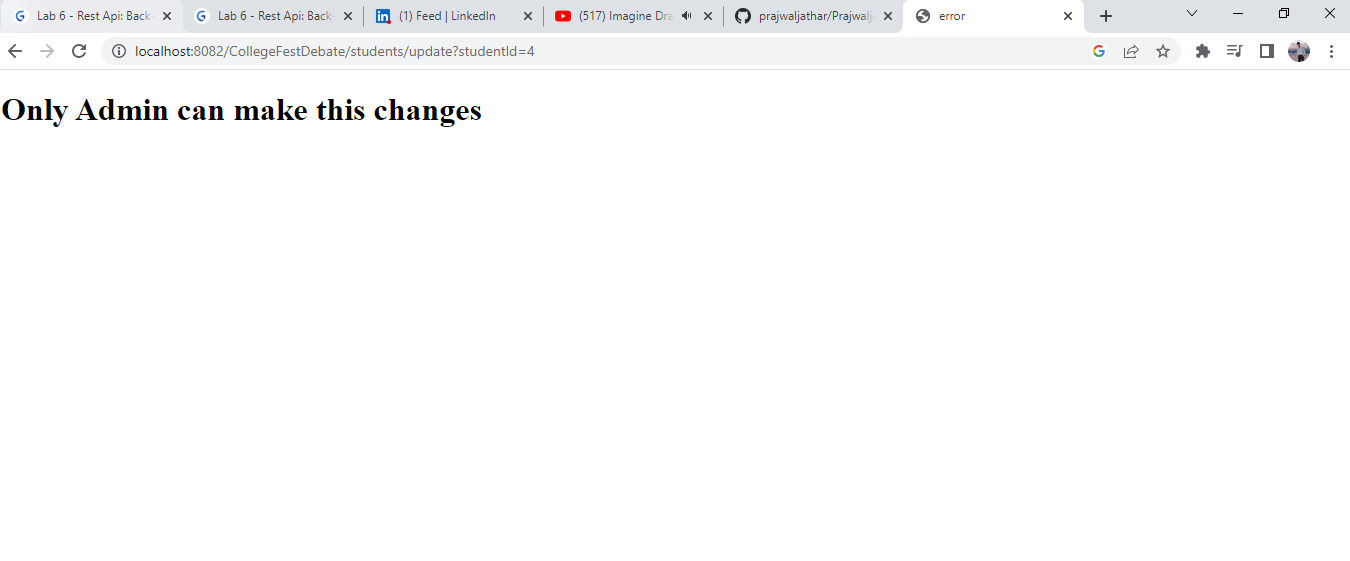 Lab 6 - Rest Api: Back-
Lab 6 - Rest Api: Back-
(1) Feed | LinkedIn
(517) Imagine Dra
prajwaljathar/Prajwalj
error
localhost:8082/CollegeFestDebate/students/update?studentId=4
Only Admin can make this changes